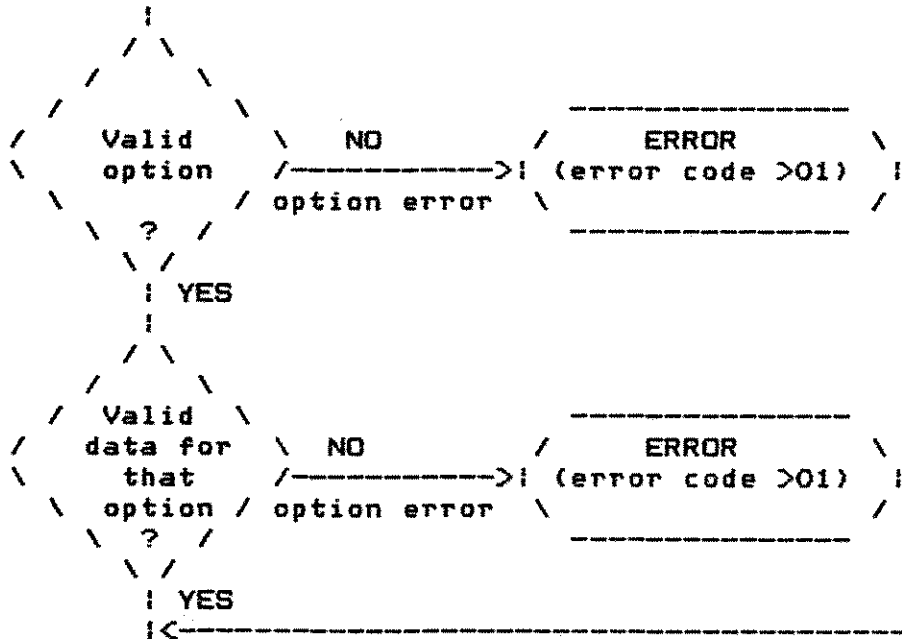 Valid NO ERROR
option (error code >01)
option error
?
YES
Valid
data for NO ERROR
that (error code >01)
option option error
?
YES